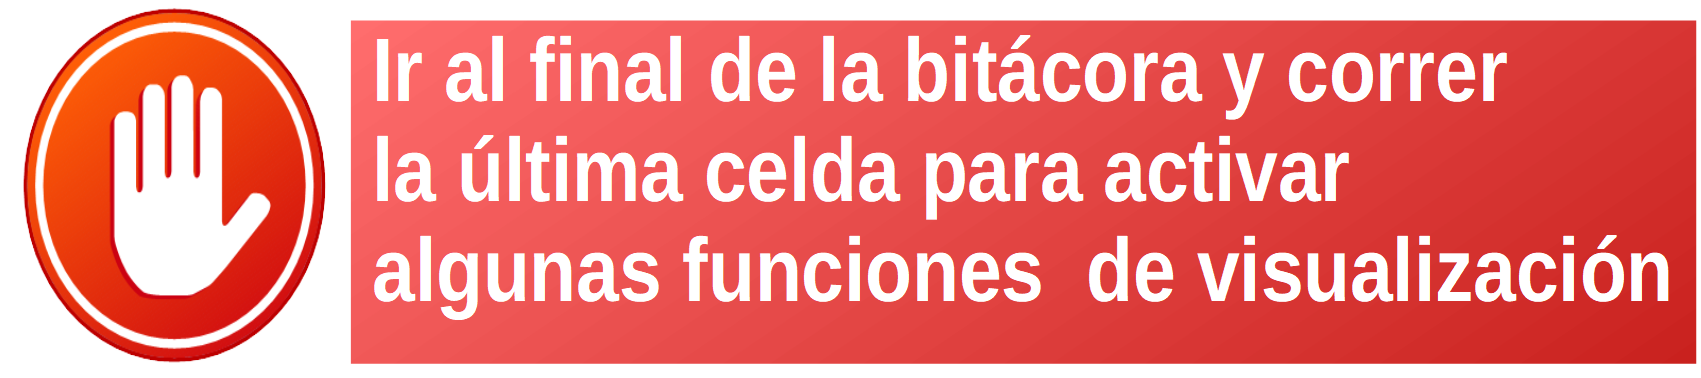 Ir al final de la bitácora y correr
la última celda para activar
algunas funciones  de visualización